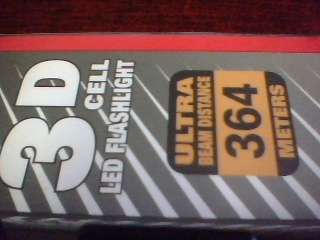 3D
CELL
LED FLASHLIGHT
ULTRA
BEAM DISTANCE
364
METERS